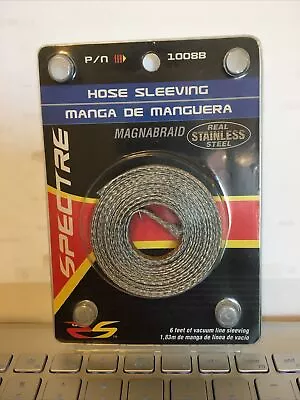 P/N 1008B
HOSE SLEEVING
MANGA DE MANGUERA
MAGNABRAID
REAL
STAINLESS
STEEL
SPECTRE
6 feet of vacuum line sleeving
1,83m de manga de línea de vacío